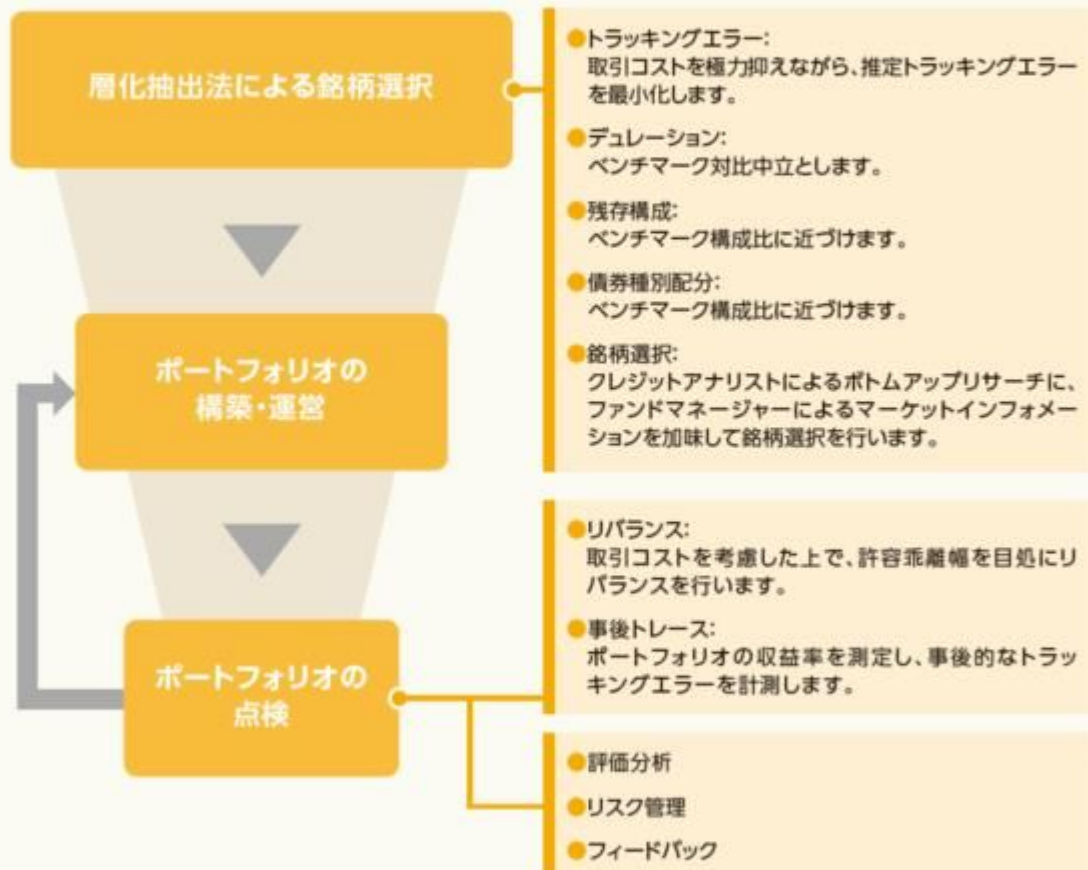 層化抽出法による銘柄選択
●トラッキングエラー:
取引コストを極力抑えながら、推定トラッキングエラー
を最小化します。
●デュレーション:
ベンチマーク対比中立とします。
●残存構成:
ベンチマーク構成比に近づけます。
●債券種別配分:
ベンチマーク構成比に近づけます。
●銘柄選択:
クレジットアナリストによるボトムアップリサーチに、
ファンドマネージャーによるマーケットインフォメー
ションを加味して銘柄選択を行います。
ポートフォリオの
構築・運営
●リバランス:
取引コストを考慮した上で、許容乖離幅を目処にリ
バランスを行います。
●事後トレース:
ポートフォリオの収益率を測定し、事後的なトラッ
キングエラーを計測します。
ポートフォリオの
点検
●評価分析
●リスク管理
●フィードバック